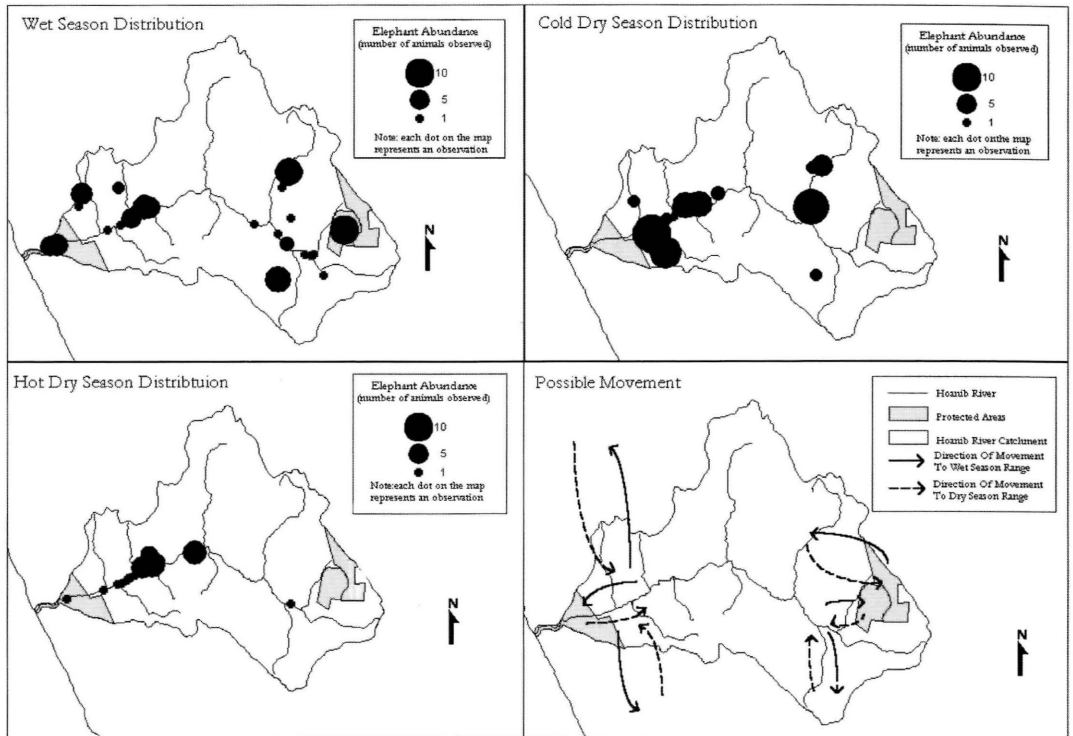 Wet Season Distribution
Elephant Abundance
(number of animals observed)
10
5
1
Note: each dot on the map
represents an observation
N
Cold Dry Season Distribution
Elephant Abundance
(number of animals observed)
10
5
1
Note: each dot onthe map
represents an observation
N
Hot Dry Season Distribtuion
Elephant Abundance
(number of animals observed)
10
5
1
Note:each dot on the map
represents an observation
N
Possible Movement
Hoanib River
Protected Areas
Hoanib River Catchment
Direction Of Movement
To Wet Season Range
Direction Of Movement
To Dry Season Range
N